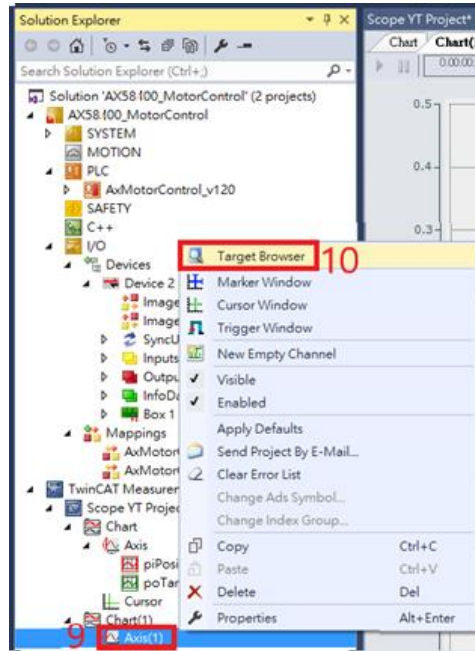 Solution Explorer
Search Solution Explorer (Ctrl+;)
Solution 'AX58100_MotorControl' (2 projects)
AX58100_MotorControl
SYSTEM
MOTION
PLC
AxMotorControl_v120
SAFETY
C++
I/O
Devices
Device 2
Image
Image
SyncU
Inputs
Outpu
InfoDa
Box 1
Mappings
AxMotor
AxMotor
TwinCAT Measurer
Scope YT Projec
Chart
Axis
piPosi
poTar
Cursor
Chart(1)
9 Axis(1)
Scope YT Project*
Chart Chart(
0.5
0.4
0.3
Target Browser 10
Marker Window
Cursor Window
Trigger Window
New Empty Channel
Visible
Enabled
Apply Defaults
Send Project By E-Mail...
Clear Error List
Change Ads Symbol...
Change Index Group...
Copy Ctrl+C
Paste Ctrl+V
Delete Del
Properties Alt+Enter